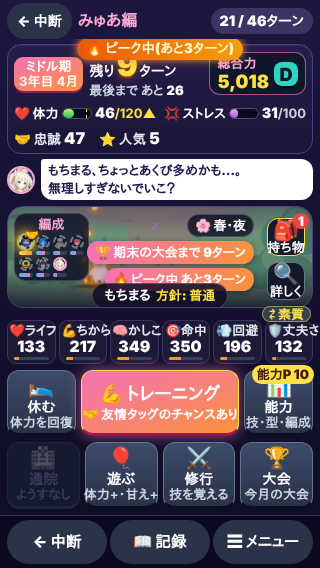 ← 中断
みゅあ編
21 / 46ターン
🔥 ピーク中(あと3ターン)
ミドル期
3年目 4月
残り9ターン
最後まで あと 26
総合力
5,018 D
❤️ 体力 46/120▲ 💢 ストレス 31/100
🤝 忠誠 47 ⭐ 人気 5
もちまる、ちょっとあくび多めかも…。
無理しすぎないでいこ?
編成
🌸 春・夜
🏆 期末の大会まで 9ターン
🔥 ピーク中 あと3ターン
もちまる 方針: 普通
🎒 1
持ち物
🔍
詳しく
素質
❤️ライフ 💪ちから 🧠かしこ 🎯命中 💨回避 🛡️丈夫さ
133 217 349 350 196 132
休む
体力を回復
💪 トレーニング
🤝 友情タッグのチャンスあり
能力P 10
能力
技・型・編成
通院
ようすなし
遊ぶ
体力+・甘え+
修行
技を覚える
大会
今月の大会
← 中断
📖 記録
☰ メニュー